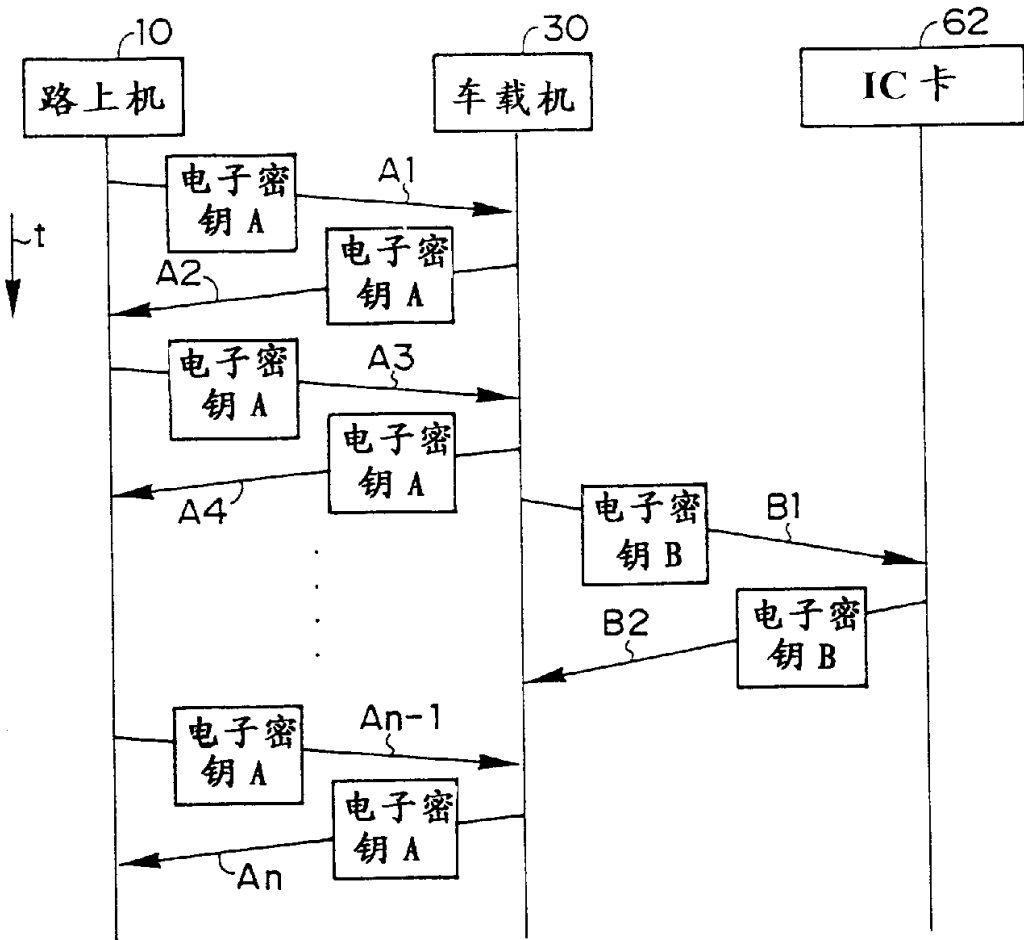 10
30
62
路上机
车载机
IC 卡
t
电子密
钥 A
A1
A2
电子密
钥 A
电子密
钥 A
A3
A4
电子密
钥 A
电子密
钥 B
B1
B2
电子密
钥 B
电子密
钥 A
An-1
An
电子密
钥 A